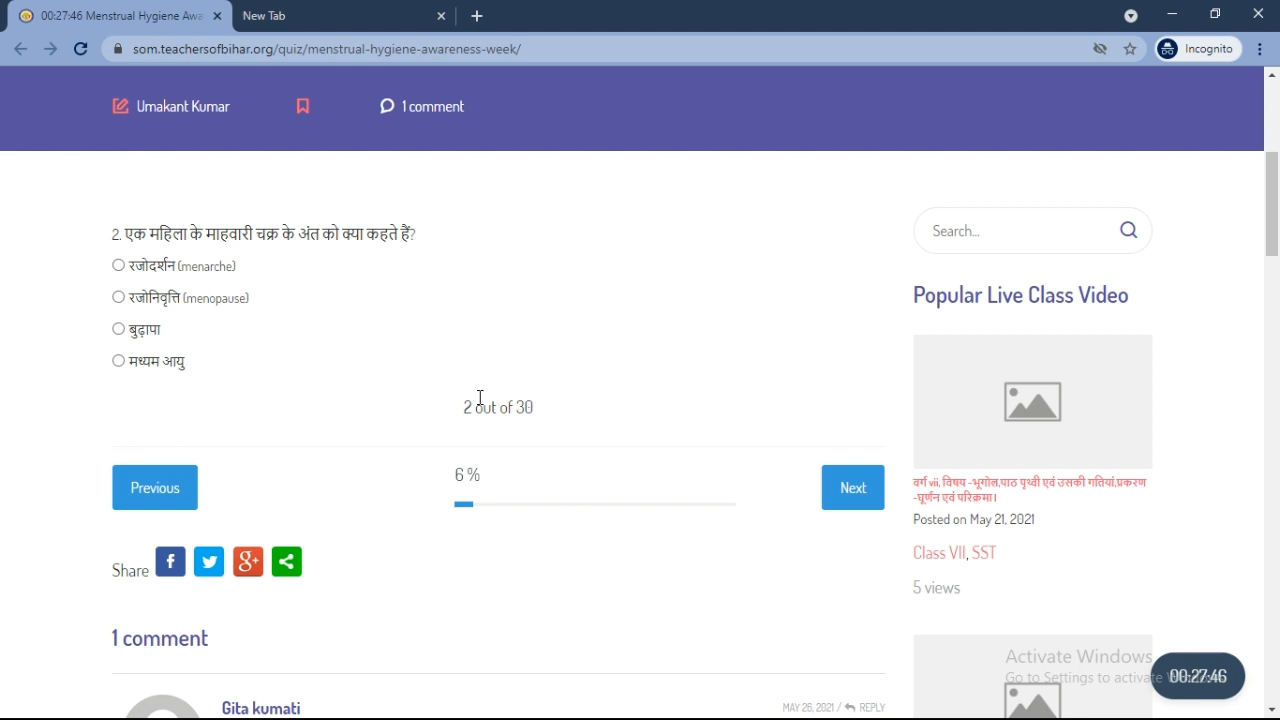 00:27:46 Menstrual Hygiene Awa
New Tab
som.teachersofbihar.org/quiz/menstrual-hygiene-awareness-week/
Incognito
Umakant Kumar
1 comment
2. एक महिला के माहवारी चक्र के अंत को क्या कहते हैं?
रजोदर्शन (menarche)
रजोनिवृत्ति (menopause)
बुढ़ापा
मध्यम आयु
2 out of 30
Previous
6 %
Next
Share
1 comment
Gita kumati
MAY 26, 2021 / REPLY
Search...
Popular Live Class Video
वर्ग vii, विषय -भूगोल,पाठ पृथ्वी एवं उसकी गतियां,प्रकरण
-घूर्णन एवं परिक्रमा।
Posted on May 21, 2021
Class VII, SST
5 views
Activate Windows
Go to Settings to activate
00:27:46